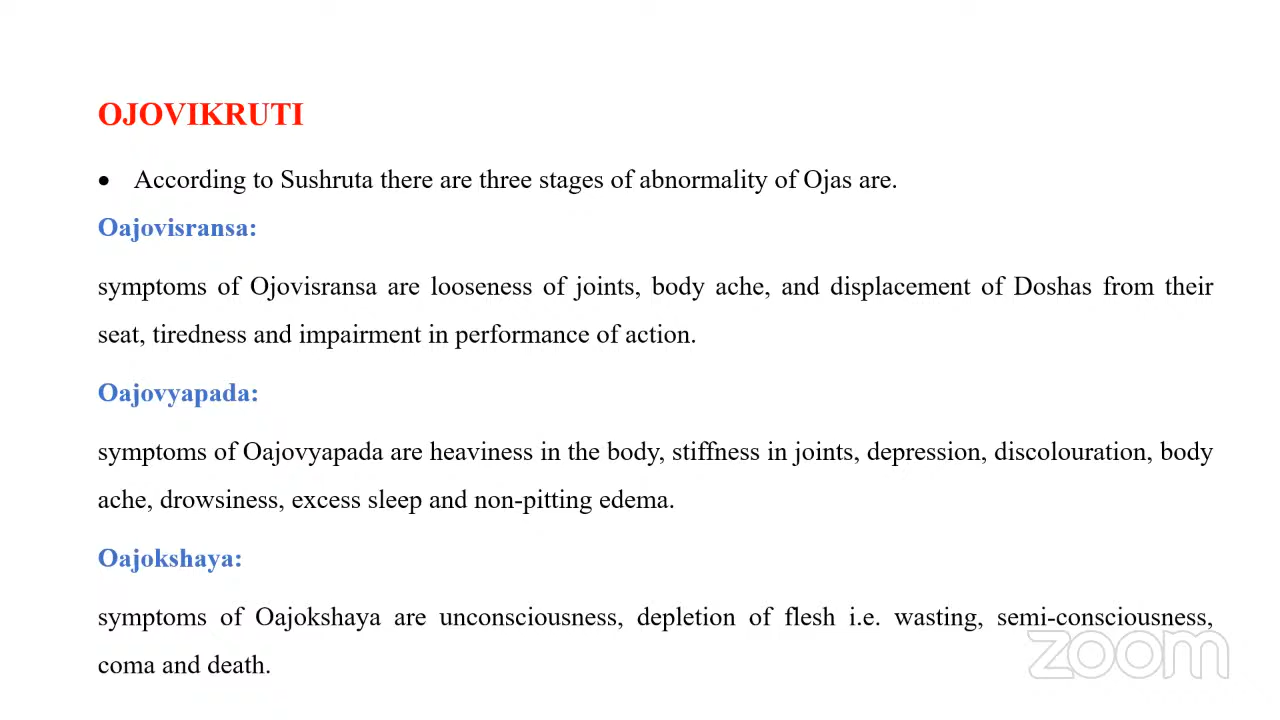 OJOVIKRUTI
• According to Sushruta there are three stages of abnormality of Ojas are.
Oajovisransa:
symptoms of Ojovisransa are looseness of joints, body ache, and displacement of Doshas from their
seat, tiredness and impairment in performance of action.
Oajovyapada:
symptoms of Oajovyapada are heaviness in the body, stiffness in joints, depression, discolouration, body
ache, drowsiness, excess sleep and non-pitting edema.
Oajokshaya:
symptoms of Oajokshaya are unconsciousness, depletion of flesh i.e. wasting, semi-consciousness,
coma and death.
zoom